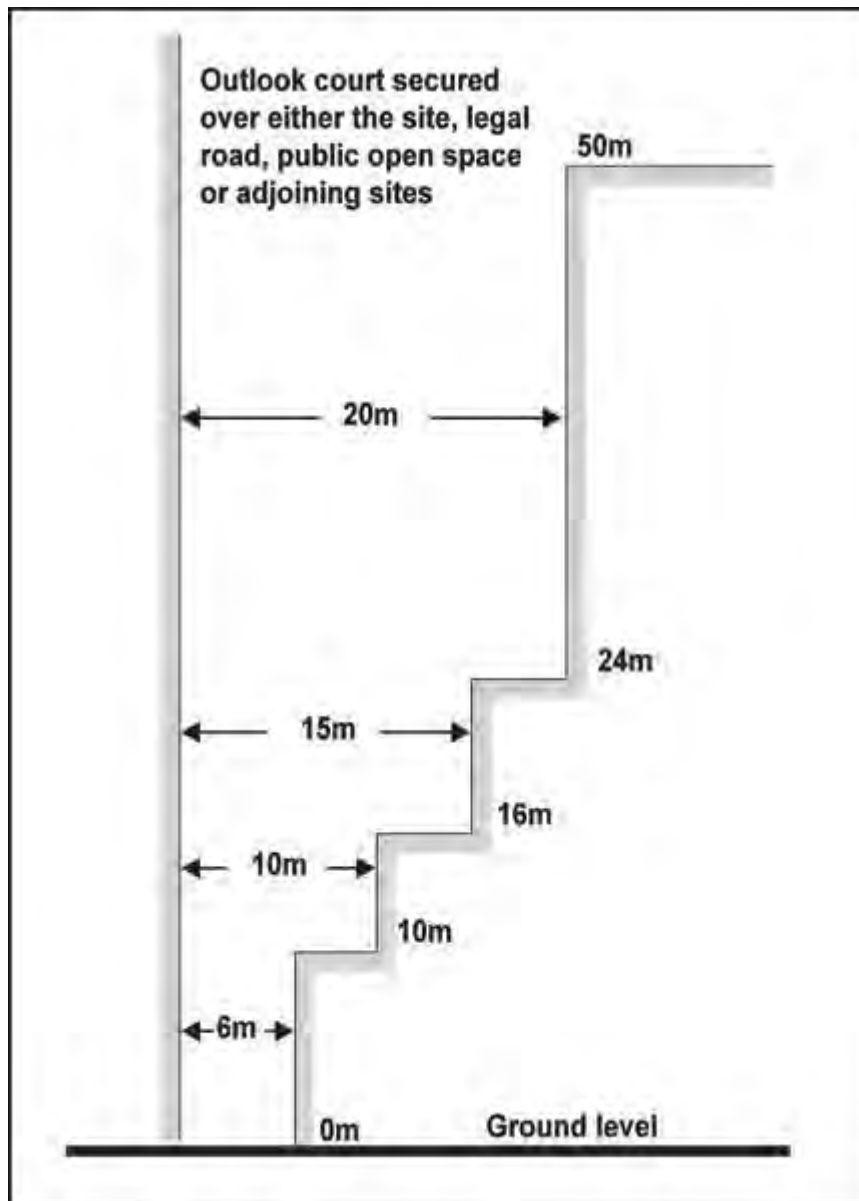 Outlook court secured
over either the site, legal
road, public open space
or adjoining sites
50m
20m
24m
15m
16m
10m
10m
6m
0m
Ground level